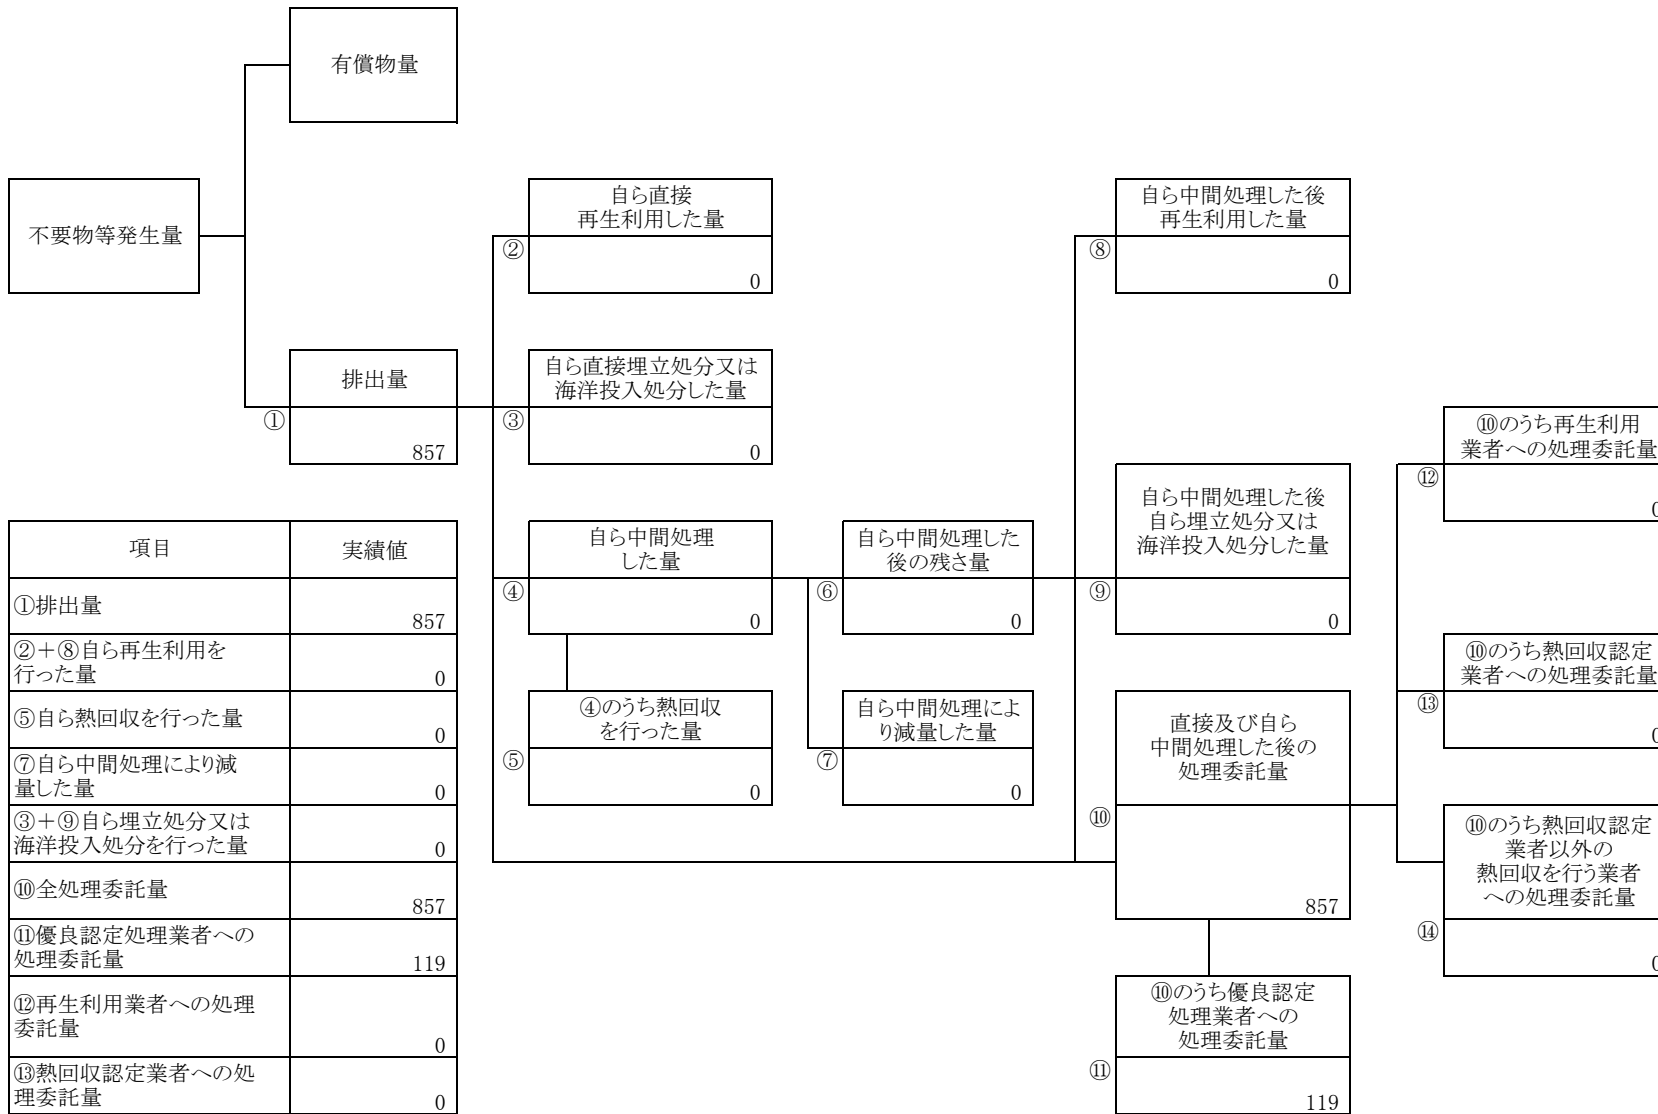 有償物量
不要物等発生量
自ら直接
再生利用した量
②
0
自ら中間処理した後
再生利用した量
⑧
0
排出量
①
857
自ら直接埋立処分又は
海洋投入処分した量
③
0
⑩のうち再生利用
業者への処理委託量
⑫
0
自ら中間処理した後
自ら埋立処分又は
海洋投入処分した量
⑨
0
自ら中間処理
した量
④
0
自ら中間処理した
後の残さ量
⑥
0
⑩のうち熱回収認定
業者への処理委託量
⑬
0
④のうち熱回収
を行った量
⑤
0
自ら中間処理によ
り減量した量
⑦
0
直接及び自ら
中間処理した後の
処理委託量
⑩
857
⑩のうち熱回収認定
業者以外の
熱回収を行う業者
への処理委託量
⑭
0
⑩のうち優良認定
処理業者への
処理委託量
⑪
119
項目 実績値
①排出量 857
②＋⑧自ら再生利用を
行った量 0
⑤自ら熱回収を行った量 0
⑦自ら中間処理により減
量した量 0
③＋⑨自ら埋立処分又は
海洋投入処分を行った量 0
⑩全処理委託量 857
⑪優良認定処理業者への
処理委託量 119
⑫再生利用業者への処理
委託量 0
⑬熱回収認定業者への処
理委託量 0